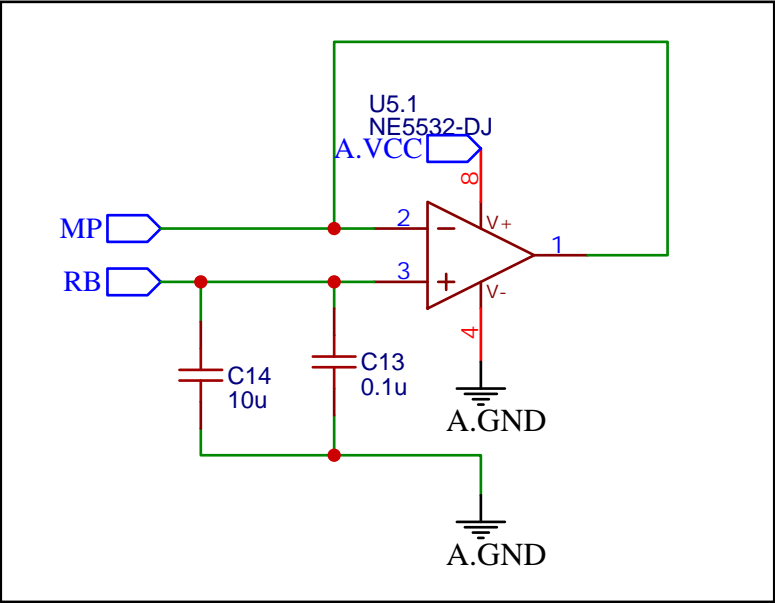 U5.1
NE5532-DJ
A.VCC
8
MP
2
V+
1
RB
3
V-
4
C14
10u
C13
0.1u
A.GND
A.GND